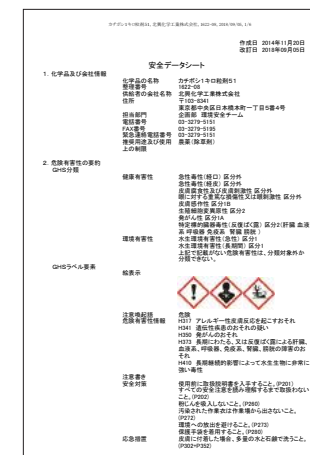 カチボシ1キロ粒剤51, 北興化学工業株式会社, 1622-08, 2018/09/05, 1/6
作成日 2014年11月20日
改訂日 2018年09月05日
安全データシート
1. 化学品及び会社情報
化学品の名称 カチボシ1キロ粒剤51
整理番号 1622-08
供給者の会社名称 北興化学工業株式会社
住所 〒103-8341
東京都中央区日本橋本町一丁目5番4号
担当部門 企画部 環境安全チーム
電話番号 03-3279-5151
FAX番号 03-3279-5195
緊急連絡電話番号 03-3279-5151
推奨用途及び使用 農薬(除草剤)
上の制限
2. 危険有害性の要約
GHS分類
健康有害性 急性毒性(経口) 区分外
急性毒性(経皮) 区分外
皮膚腐食性及び皮膚刺激性 区分外
眼に対する重篤な損傷性又は眼刺激性 区分外
皮膚感作性 区分1B
生殖細胞変異原性 区分2
発がん性 区分1A
特定標的臓器毒性(反復ばく露) 区分2(肝臓 血液
系 呼吸器 免疫系 腎臓 膀胱 )
環境有害性 水生環境有害性(急性) 区分1
水生環境有害性(長期間) 区分1
上記で記載がない危険有害性は、分類対象外か
分類できない。
GHSラベル要素
絵表示
注意喚起語 危険
危険有害性情報 H317 アレルギー性皮膚反応を起こすおそれ
H341 遺伝性疾患のおそれの疑い
H350 発がんのおそれ
H373 長期にわたる、又は反復ばく露による肝臓、
血液系、呼吸器、免疫系、腎臓、膀胱の障害のお
それ
H410 長期継続的影響によって水生生物に非常に
強い毒性
注意書き
安全対策 使用前に取扱説明書を入手すること。(P201)
すべての安全注意を読み理解するまで取扱わない
こと。(P202)
粉じんを吸入しないこと。(P260)
汚染された作業衣は作業場から出さないこと。
(P272)
環境への放出を避けること。(P273)
保護手袋を着用すること。(P280)
応急措置 皮膚に付着した場合、多量の水と石鹸で洗うこと。
(P302+P352)